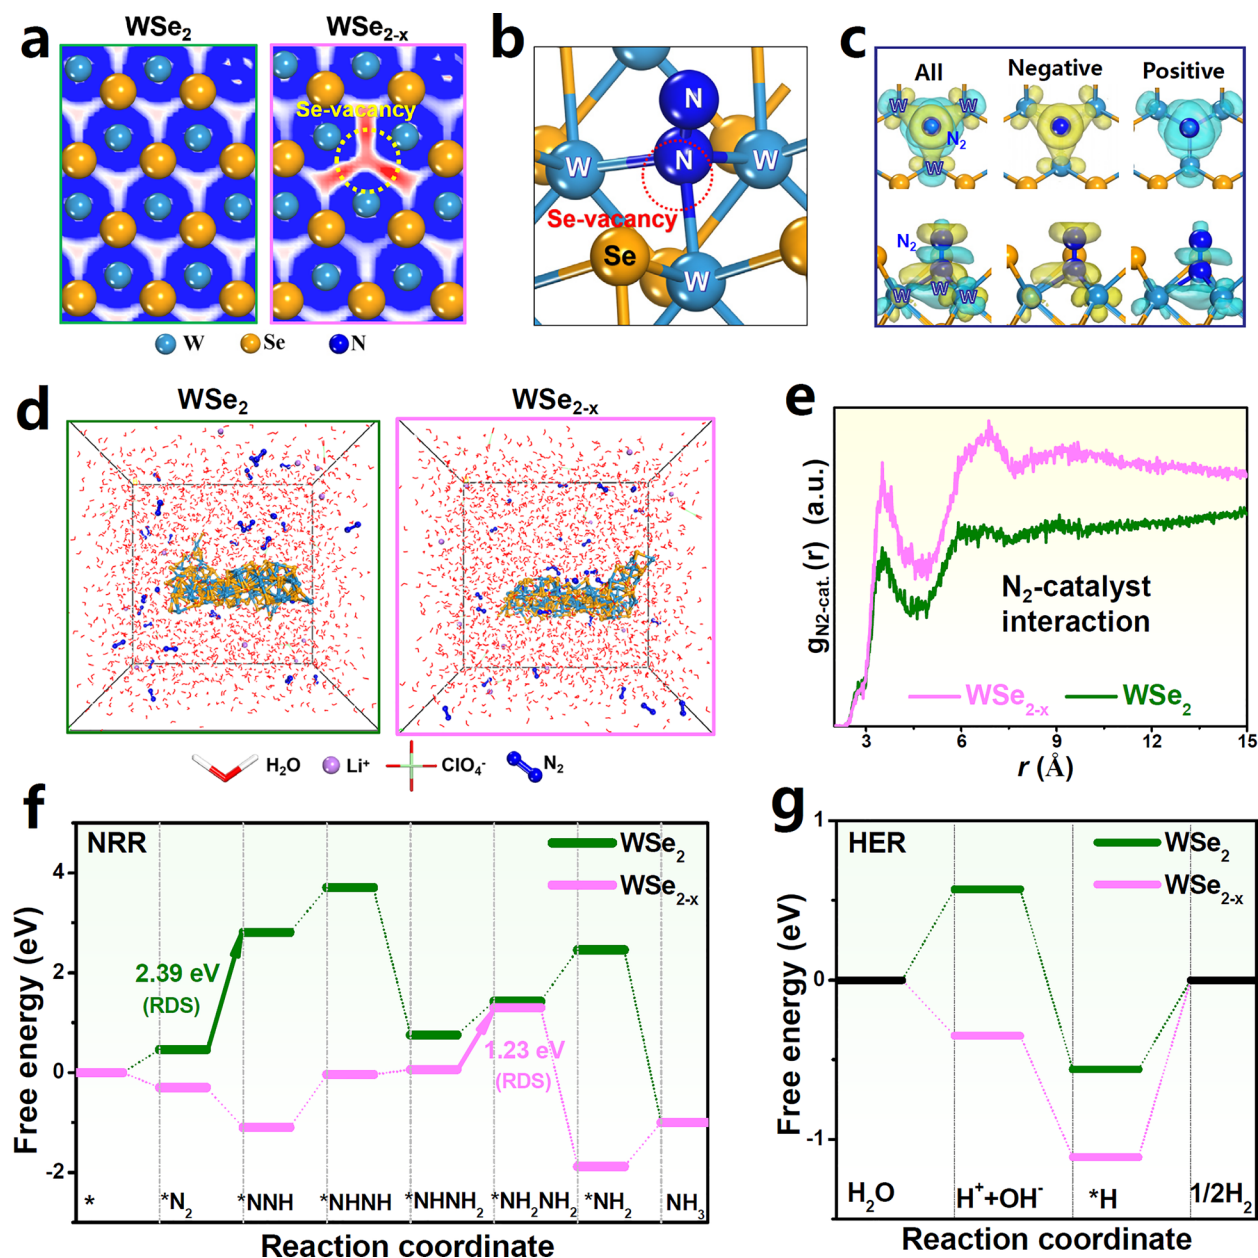 a
WSe2
WSe2-x
Se-vacancy
W
Se
N
b
N
N
W
W
Se-vacancy
Se
W
c
All
Negative
Positive
W
W
N2
W
N2
W
W
W
d
WSe2
WSe2-x
H2O
Li+
ClO4-
N2
e
gN2-cat. (r) (a.u.)
N2-catalyst
interaction
WSe2-x
WSe2
3
6
9
12
15
r (Å)
f
NRR
WSe2
WSe2-x
Free energy (eV)
4
2
0
-2
2.39 eV
(RDS)
1.23 eV
(RDS)
*
*N2
*NNH
*NHNH
*NHNH2
*NH2NH2
*NH2
NH3
Reaction coordinate
g
HER
WSe2
WSe2-x
Free energy (eV)
1
0
-1
H2O
H++OH-
*H
1/2H2
Reaction coordinate